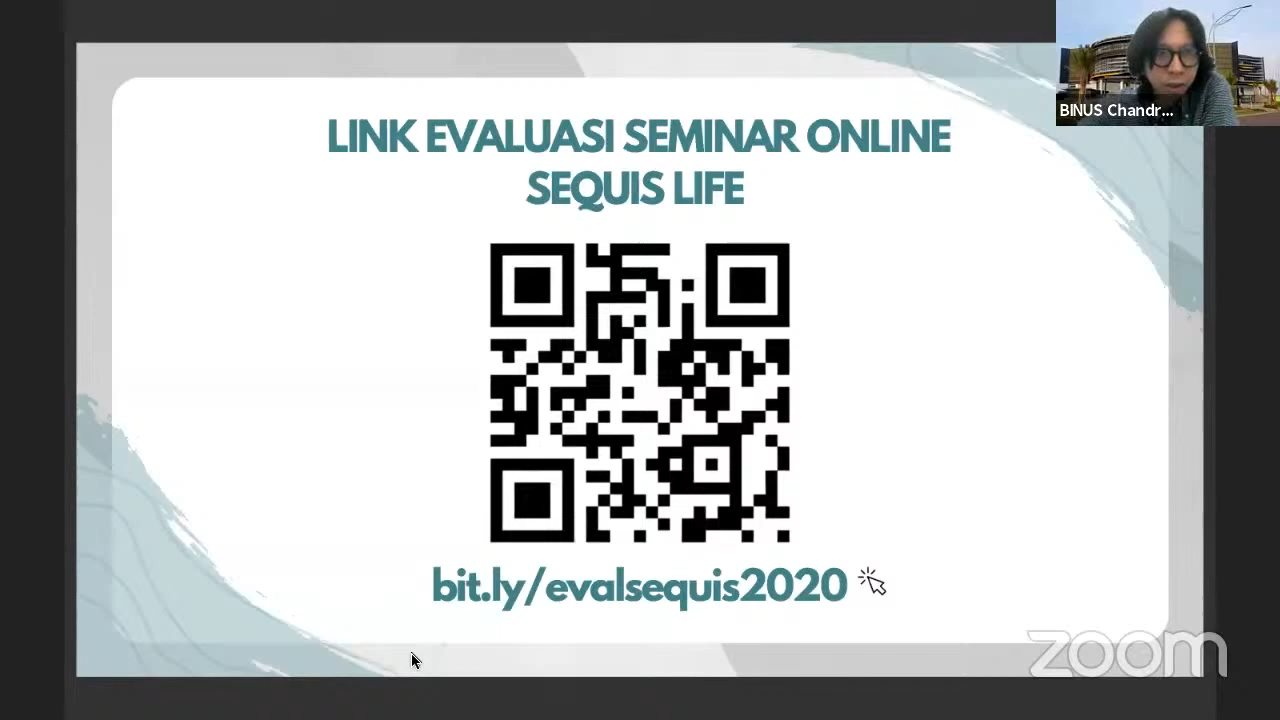 LINK EVALUASI SEMINAR ONLINE
SEQUIS LIFE
bit.ly/evalsequis2020
BINUS Chandr...
zoom